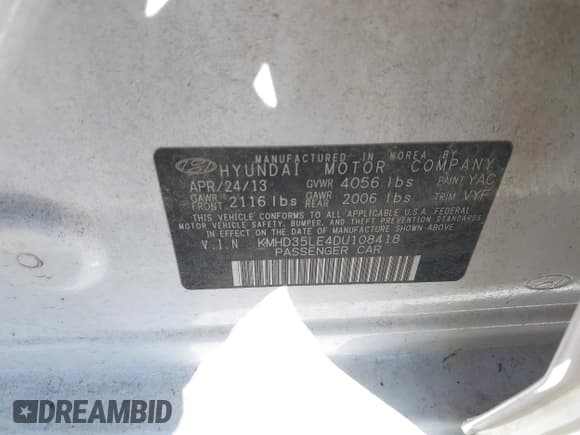 MANUFACTURED IN KOREA BY
HYUNDAI MOTOR COMPANY
APR/24/13 GVWR 4056 lbs PAINT YAC
GAWR FRONT 2116 lbs GAWR REAR 2006 lbs TRIM VYF
THIS VEHICLE CONFORMS TO ALL APPLICABLE U.S.A. FEDERAL
MOTOR VEHICLE SAFETY, BUMPER, AND THEFT PREVENTION
STANDARDS IN EFFECT ON THE DATE OF MANUFACTURE SHOWN ABOVE.
V.I.N KMHD35LE4DU108418
PASSENGER CAR
DREAMBID